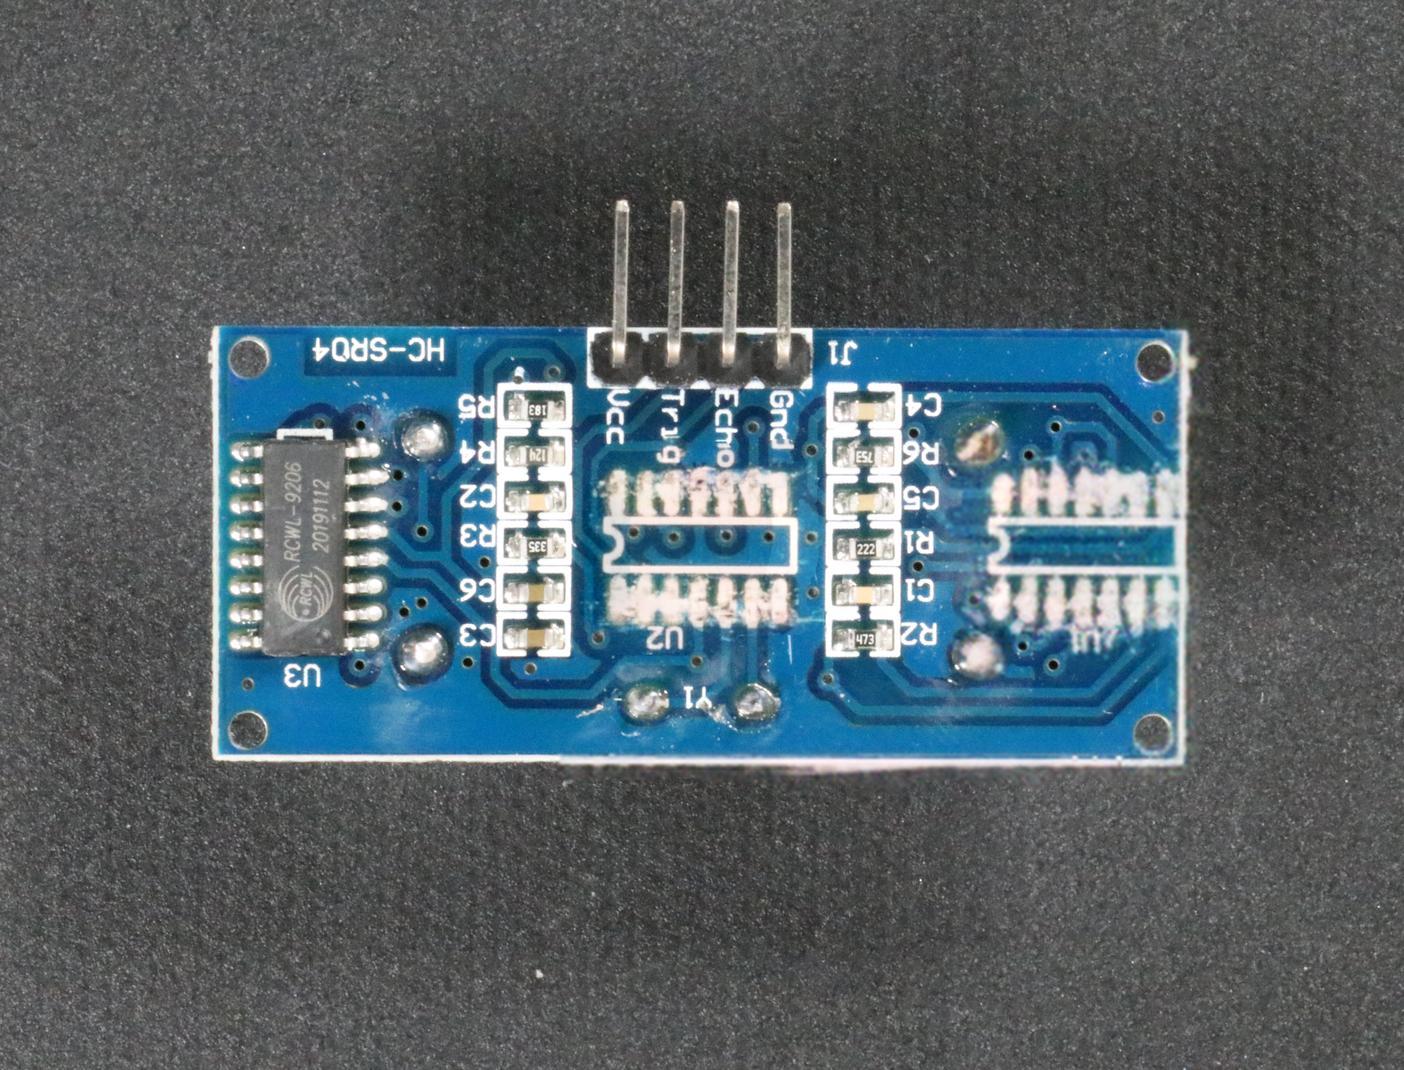 HC-SR04
J1
Vcc
Trig
Echo
Gnd
R5
183
R4
124
C2
R3
335
C6
C3
C4
R6
753
C5
R1
222
C1
R2
473
RCWL-9206
20191112
RCWL
U3
U2
Y1